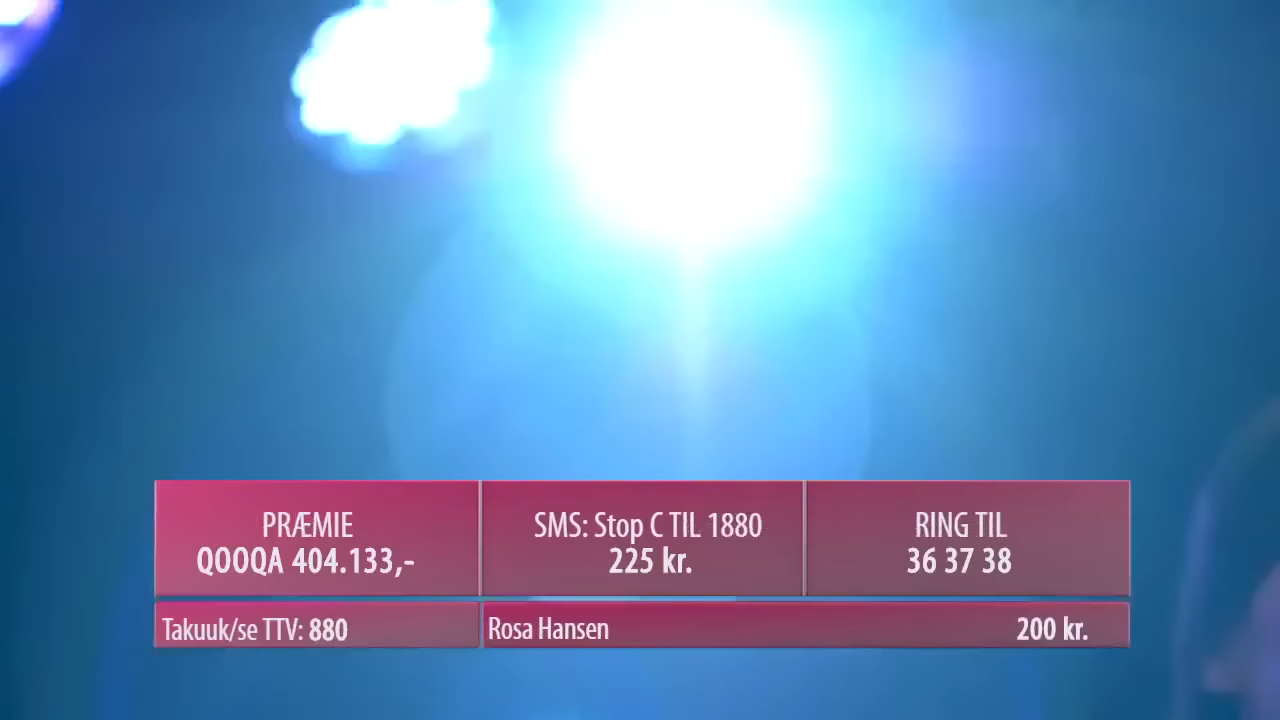 PRÆMIE
QOOQA 404.133,-
SMS: Stop C TIL 1880
225 kr.
RING TIL
36 37 38
Takuuk/se TTV: 880
Rosa Hansen 200 kr.